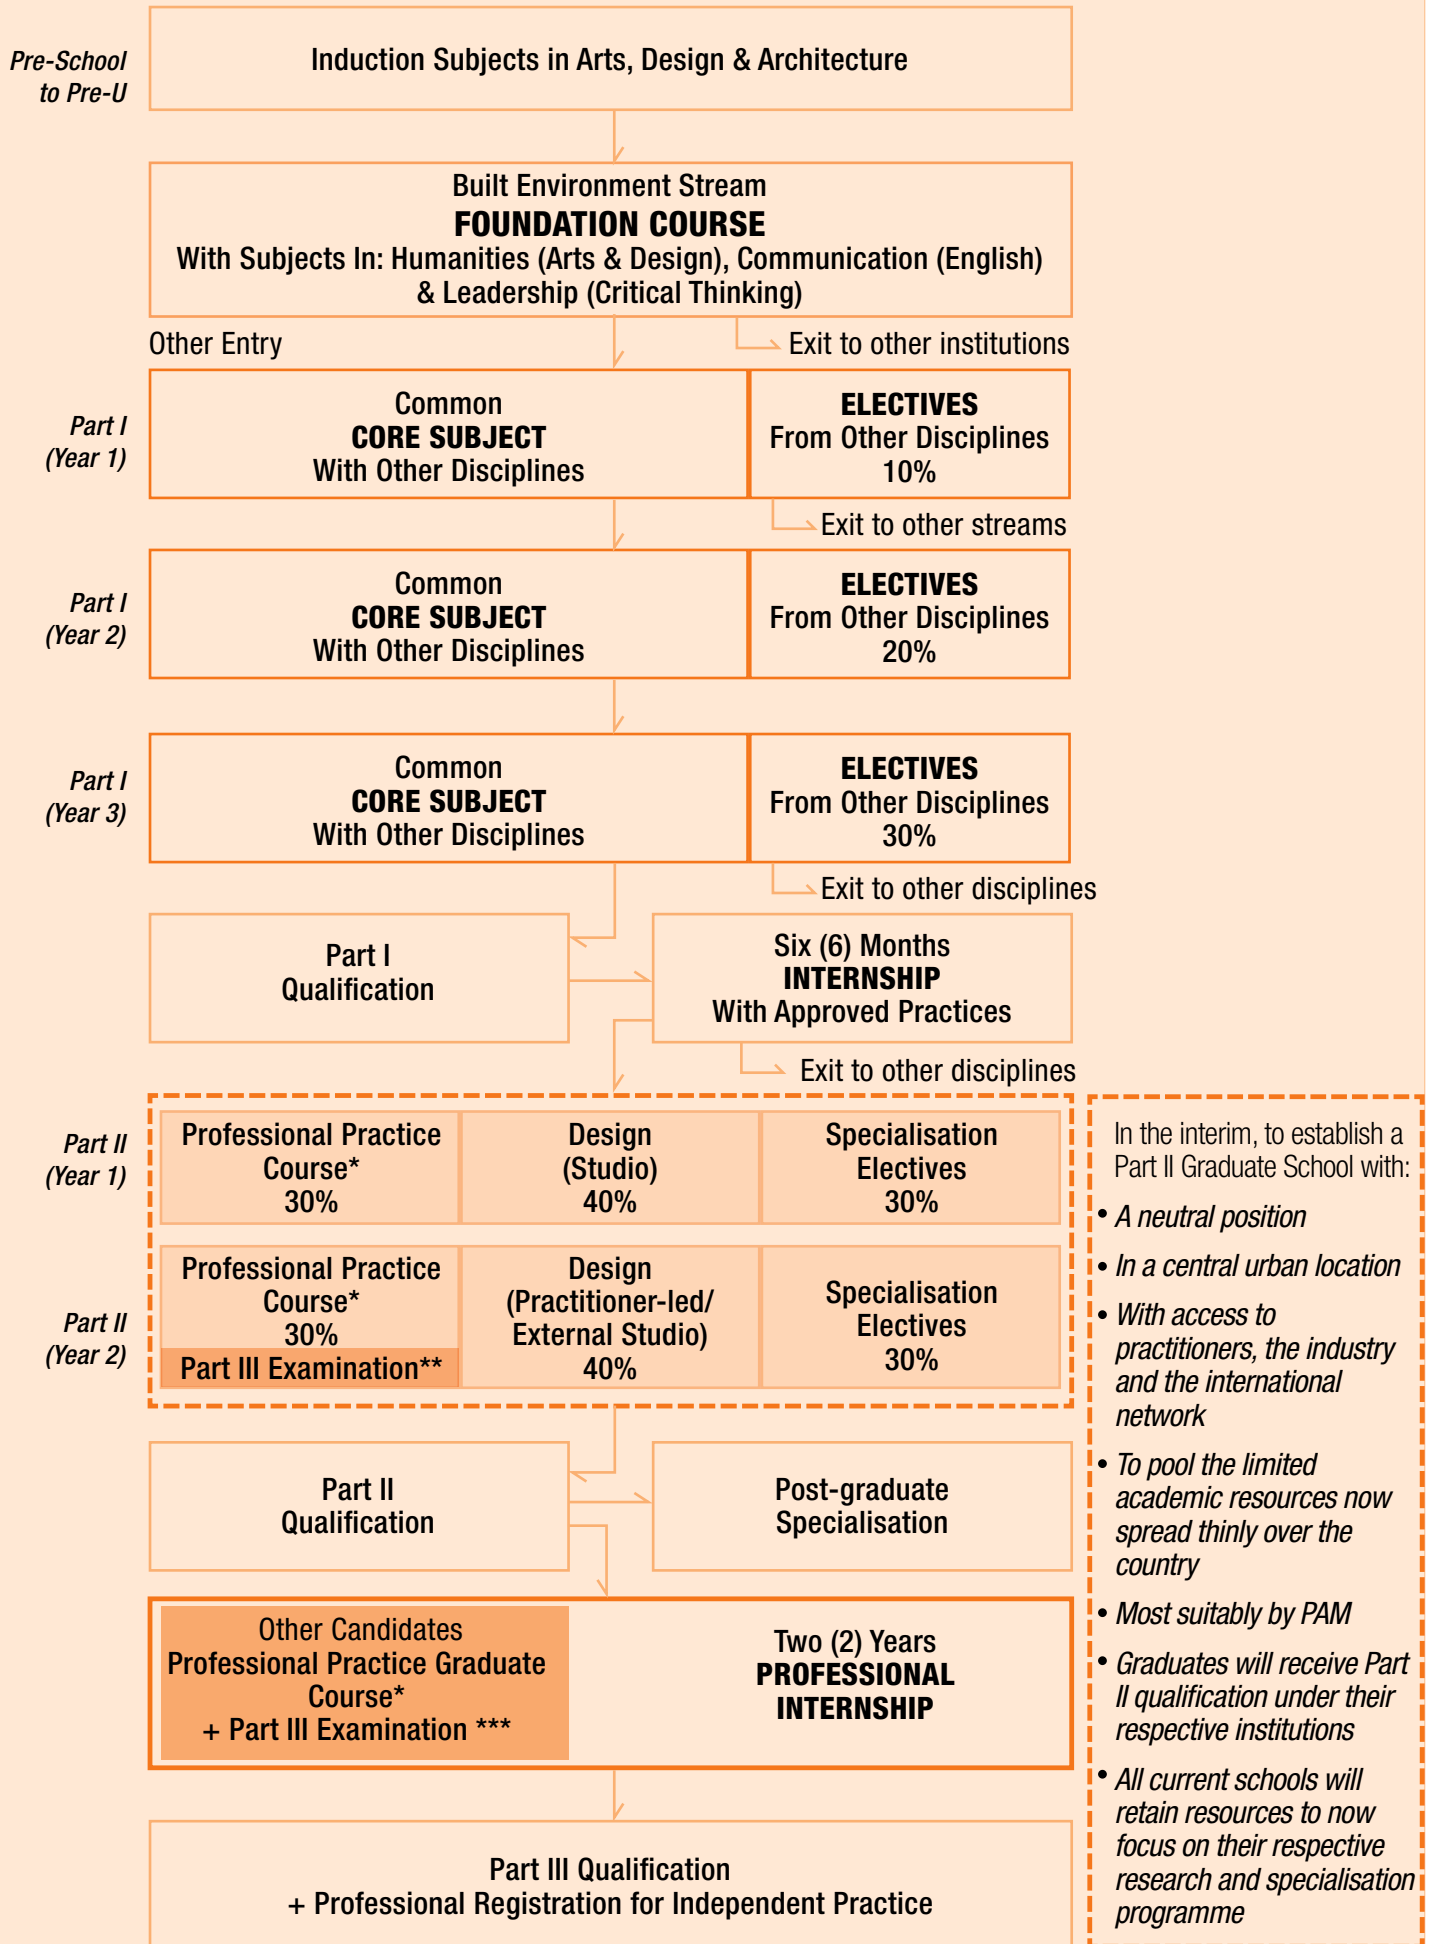 Pre-School
to Pre-U
Induction Subjects in Arts, Design & Architecture
Built Environment Stream
FOUNDATION COURSE
With Subjects In: Humanities (Arts & Design), Communication (English)
& Leadership (Critical Thinking)
Other Entry
Exit to other institutions
Part I
(Year 1)
Common
CORE SUBJECT
With Other Disciplines
ELECTIVES
From Other Disciplines
10%
Exit to other streams
Part I
(Year 2)
Common
CORE SUBJECT
With Other Disciplines
ELECTIVES
From Other Disciplines
20%
Part I
(Year 3)
Common
CORE SUBJECT
With Other Disciplines
ELECTIVES
From Other Disciplines
30%
Exit to other disciplines
Part I
Qualification
Six (6) Months
INTERNSHIP
With Approved Practices
Exit to other disciplines
Part II
(Year 1)
Professional Practice
Course*
30%
Design
(Studio)
40%
Specialisation
Electives
30%
Part II
(Year 2)
Professional Practice
Course*
30%
Part III Examination**
Design
(Practitioner-led/
External Studio)
40%
Specialisation
Electives
30%
Part II
Qualification
Post-graduate
Specialisation
Other Candidates
Professional Practice Graduate
Course*
+ Part III Examination ***
Two (2) Years
PROFESSIONAL
INTERNSHIP
Part III Qualification
+ Professional Registration for Independent Practice
In the interim, to establish a
Part II Graduate School with:
• A neutral position
• In a central urban location
• With access to
practitioners, the industry
and the international
network
• To pool the limited
academic resources now
spread thinly over the
country
• Most suitably by PAM
• Graduates will receive Part
II qualification under their
respective institutions
• All current schools will
retain resources to now
focus on their respective
research and specialisation
programme